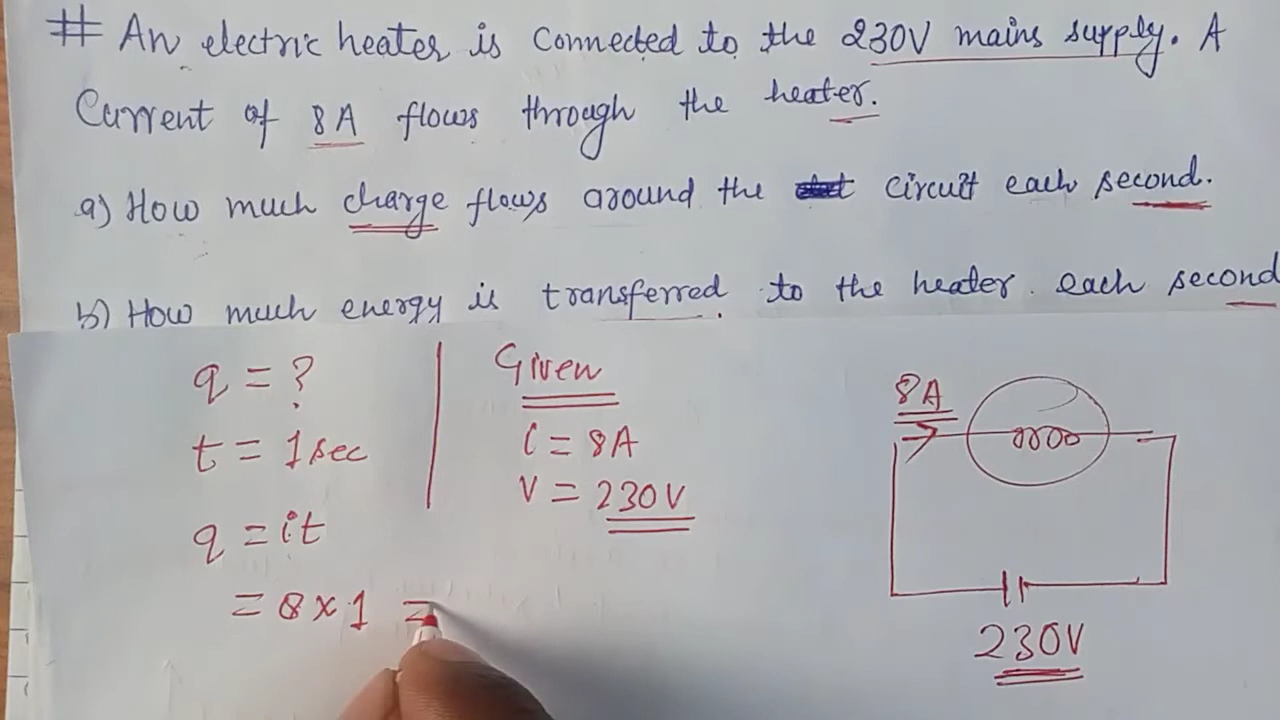 # An electric heater is connected to the 230V mains supply. A
Current of 8A flows through the heater.
a) How much charge flows around the circuit each second.
b) How much energy is transferred to the heater each second
q = ?
t = 1 sec
q = it
= 8 x 1 =
Given
i = 8A
V = 230V
8A
230V